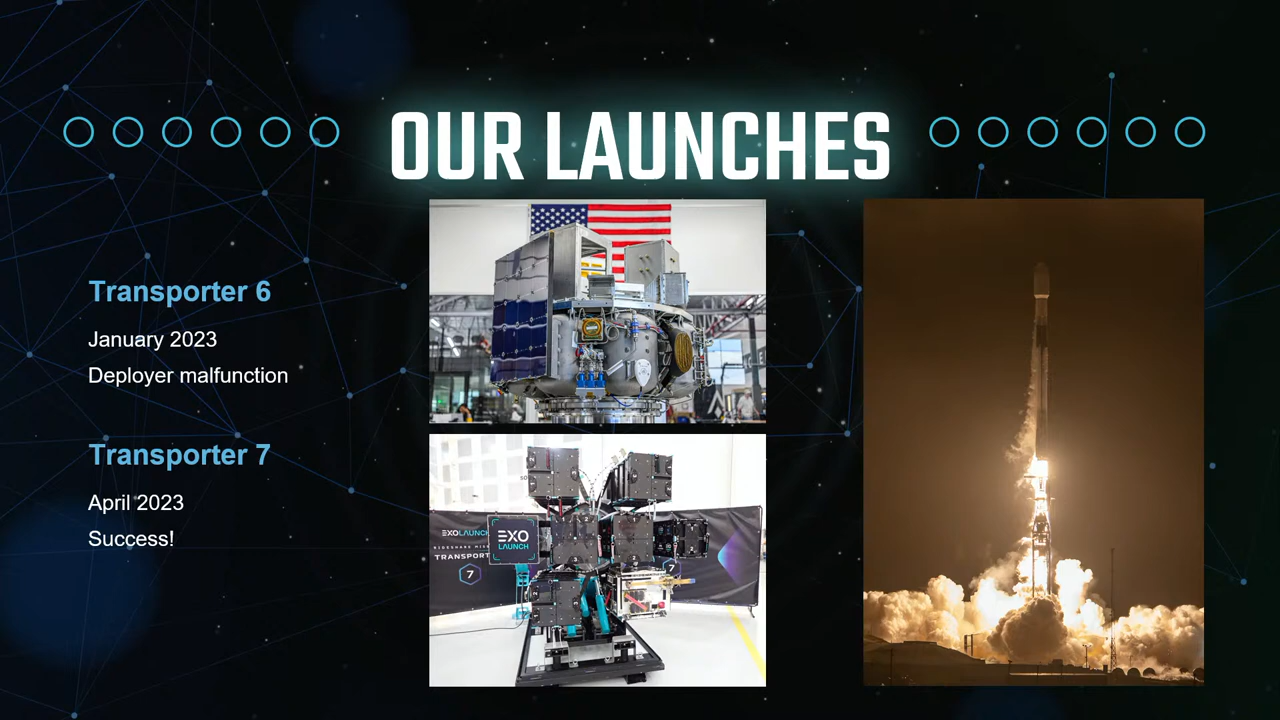 OUR LAUNCHES
Transporter 6
January 2023
Deployer malfunction
Transporter 7
April 2023
Success!
EXOLAUNCH
TRANSPORT
7
EXO
LAUNCH
7